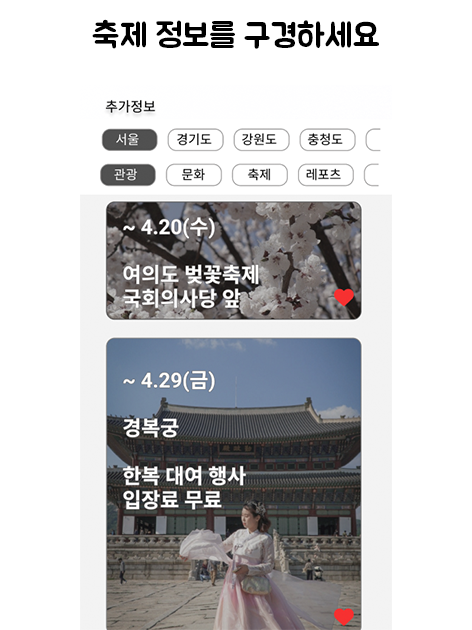 축제 정보를 구경하세요
추가정보
서울 경기도 강원도 충청도
관광 문화 축제 레포츠
~ 4.20(수)
여의도 벚꽃축제
국회의사당 앞
~ 4.29(금)
경복궁
한복 대여 행사
입장료 무료